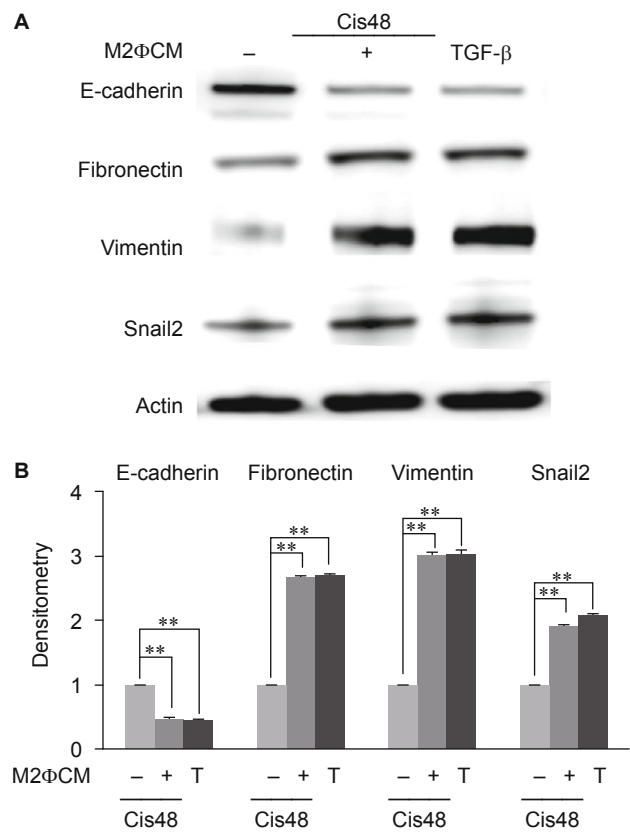 A
Cis48
M2ΦCM – + TGF-β
E-cadherin
Fibronectin
Vimentin
Snail2
Actin
B
E-cadherin Fibronectin Vimentin Snail2
4
3
2
1
0
Densitometry
** ** ** ** ** ** ** **
M2ΦCM – + T – + T – + T – + T
Cis48 Cis48 Cis48 Cis48